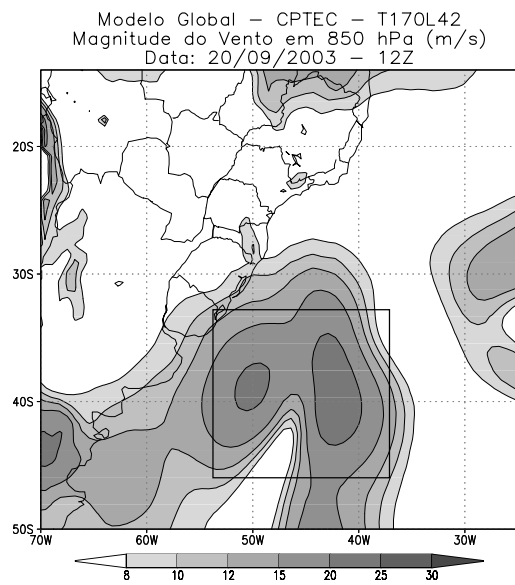 Modelo Global - CPTEC - T170L42
Magnitude do Vento em 850 hPa (m/s)
Data: 20/09/2003 - 12Z
20S
30S
40S
50S
70W 60W 50W 40W 30W
8 10 12 15 20 25 30